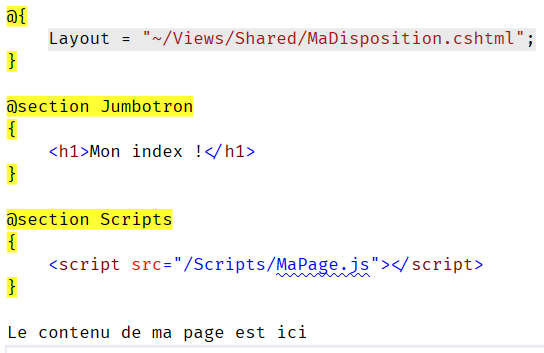 @{
    Layout = "~/Views/Shared/MaDisposition.cshtml";
}
@section Jumbotron
{
    <h1>Mon index !</h1>
}
@section Scripts
{
    <script src="/Scripts/MaPage.js"></script>
}
Le contenu de ma page est ici